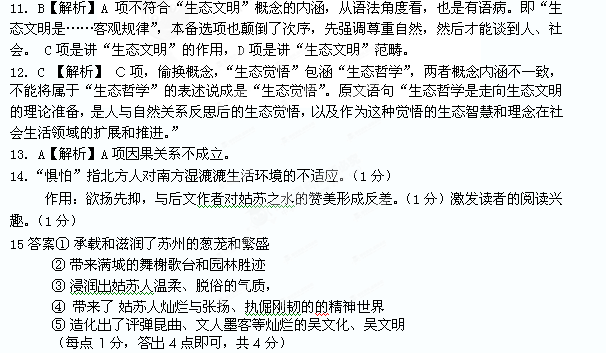 11. B【解析】A 项不符合“生态文明”概念的内涵，从语法角度看，也是有语病。即“生
态文明是……客观规律”，本备选项也颠倒了次序，先强调尊重自然，然后才能谈到人、社
会。 C 项是讲“生态文明”的作用，D 项是讲“生态文明”范畴。
12. C 【解析】 C 项，偷换概念，“生态觉悟”包涵“生态哲学”，两者概念内涵不一致，
不能将属于“生态哲学”的表述说成是“生态觉悟”。原文语句“生态哲学是走向生态文明
的理论准备，是人与自然关系反思后的生态觉悟，以及作为这种觉悟的生态智慧和理念在社
会生活领域的扩展和推进。”
13. A【解析】A 项因果关系不成立。
14. “惧怕”指北方人对南方湿漉漉生活环境的不适应。（1 分）
作用：欲扬先抑，与后文作者对姑苏之水的赞美形成反差。（1 分）激发读者的阅读兴
趣。（1 分）
15 答案① 承载和滋润了苏州的葱茏和繁盛
② 带来满城的舞榭歌台和园林胜迹
③ 浸润出姑苏人温柔、脱俗的气质，
④ 带来了 姑苏人灿烂与张扬、执倔刚韧的的精神世界
⑤ 造化出了评弹昆曲、文人墨客等灿烂的吴文化、吴文明
（每点 1 分，答出 4 点即可，共 4 分）